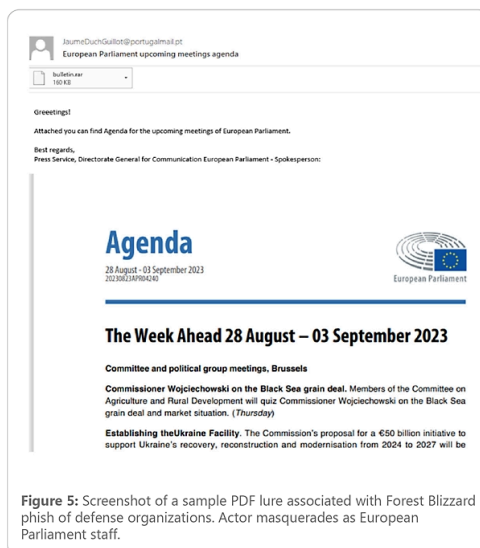 JaumeDuchGuillot@portugalmail.pt
European Parliament upcoming meetings agenda
bulletin.rar
160 KB
Greeetings!
Attached you can find Agenda for the upcoming meetings of European Parliament.
Best regards,
Press Service, Directorate General for Communication European Parliament - Spokesperson:
Agenda
28 August - 03 September 2023
20230823APR04240
European Parliament
The Week Ahead 28 August – 03 September 2023
Committee and political group meetings, Brussels
Commissioner Wojciechowski on the Black Sea grain deal. Members of the Committee on
Agriculture and Rural Development will quiz Commissioner Wojciechowski on the Black Sea
grain deal and market situation. (Thursday)
Establishing theUkraine Facility. The Commission's proposal for a €50 billion initiative to
support Ukraine's recovery, reconstruction and modernisation from 2024 to 2027 will be
Figure 5: Screenshot of a sample PDF lure associated with Forest Blizzard
phish of defense organizations. Actor masquerades as European
Parliament staff.